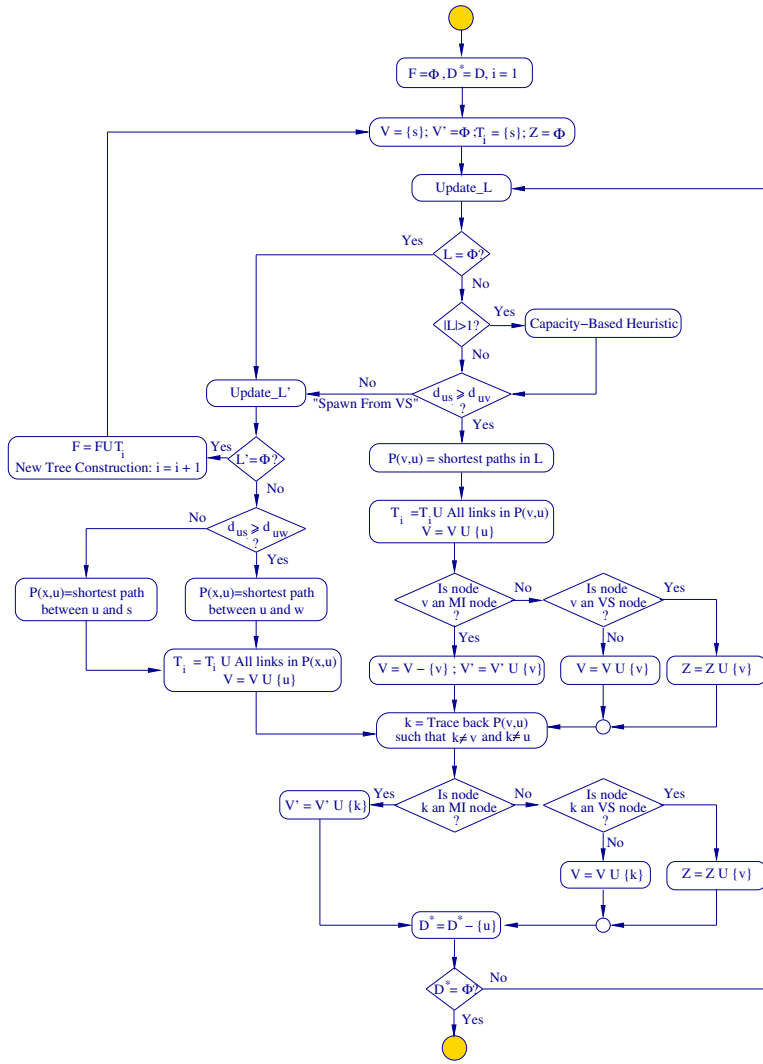 F =Φ , D* = D, i = 1
V = {s}; V' =Φ ; T_i = {s}; Z = Φ
Update_L
Yes
L = Φ?
No
|L|>1?
Yes
Capacity−Based Heuristic
No
d_us ⩾ d_uv
?
No
"Spawn From VS"
Update_L'
Yes
F = FUT_i
New Tree Construction: i = i + 1
Yes
L'=Φ?
No
P(v,u) = shortest paths in L
T_i =T_i U All links in P(v,u)
V = V U {u}
No
d_us ⩾ d_uw
?
Yes
P(x,u)=shortest path
between u and s
P(x,u)=shortest path
between u and w
Is node
v an MI node
?
No
Is node
v an VS node
?
Yes
Yes
No
T_i = T_i U All links in P(x,u)
V = V U {u}
V = V − {v} ; V' = V' U {v}
V = V U {v}
Z = Z U {v}
k = Trace back P(v,u)
such that k≠ v and k≠ u
V' = V' U {k}
Yes
Is node
k an MI node
?
No
Is node
k an VS node
?
Yes
No
V = V U {k}
Z = Z U {v}
D* = D* − {u}
D* = Φ?
No
Yes